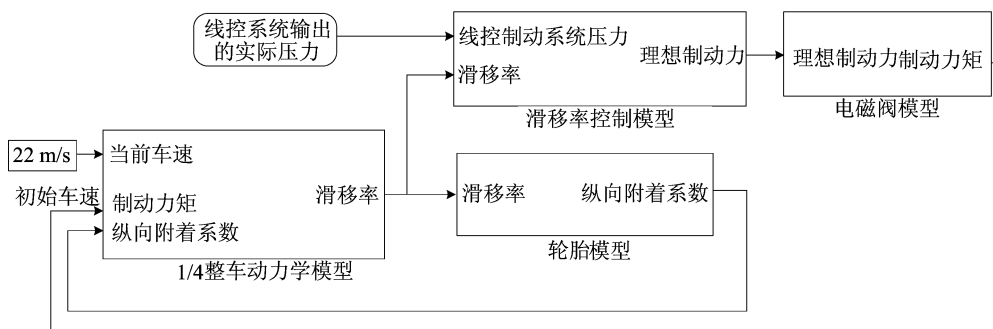 线控系统输出
的实际压力
线控制动系统压力
滑移率
理想制动力
滑移率控制模型
理想制动力 制动力矩
电磁阀模型
22 m/s
初始车速
当前车速
制动力矩
纵向附着系数
滑移率
1/4整车动力学模型
滑移率
纵向附着系数
轮胎模型